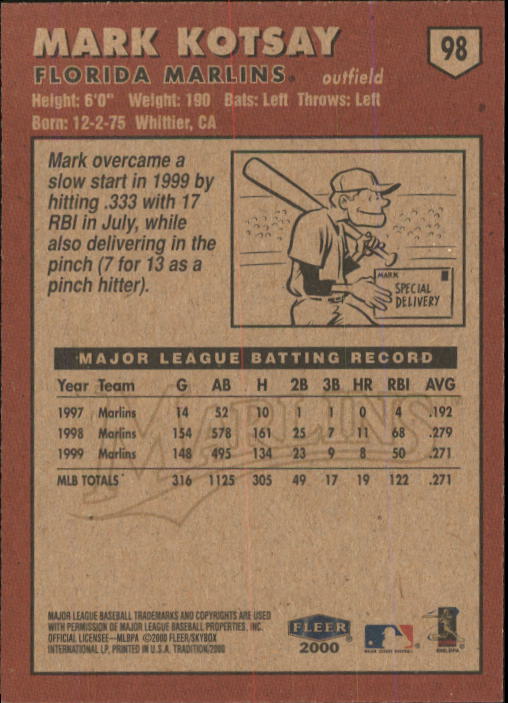 MARK KOTSAY
98
FLORIDA MARLINS
outfield
Height: 6'0" Weight: 190 Bats: Left Throws: Left
Born: 12-2-75 Whittier, CA
Mark overcame a
slow start in 1999 by
hitting .333 with 17
RBI in July, while
also delivering in the
pinch (7 for 13 as a
pinch hitter).
MARK
SPECIAL
DELIVERY
MAJOR LEAGUE BATTING RECORD
Year Team G AB H 2B 3B HR RBI AVG
1997 Marlins 14 52 10 1 1 0 4 .192
1998 Marlins 154 578 161 25 7 11 68 .279
1999 Marlins 148 495 134 23 9 8 50 .271
MLB TOTALS 316 1125 305 49 17 19 122 .271
MARLINS
MAJOR LEAGUE BASEBALL TRADEMARKS AND COPYRIGHTS ARE USED
WITH PERMISSION OF MAJOR LEAGUE BASEBALL PROPERTIES, INC.
OFFICIAL LICENSEE—MLBPA ©2000 FLEER/SKYBOX
INTERNATIONAL LP. PRINTED IN U.S.A. TRADITION/2000
FLEER
2000